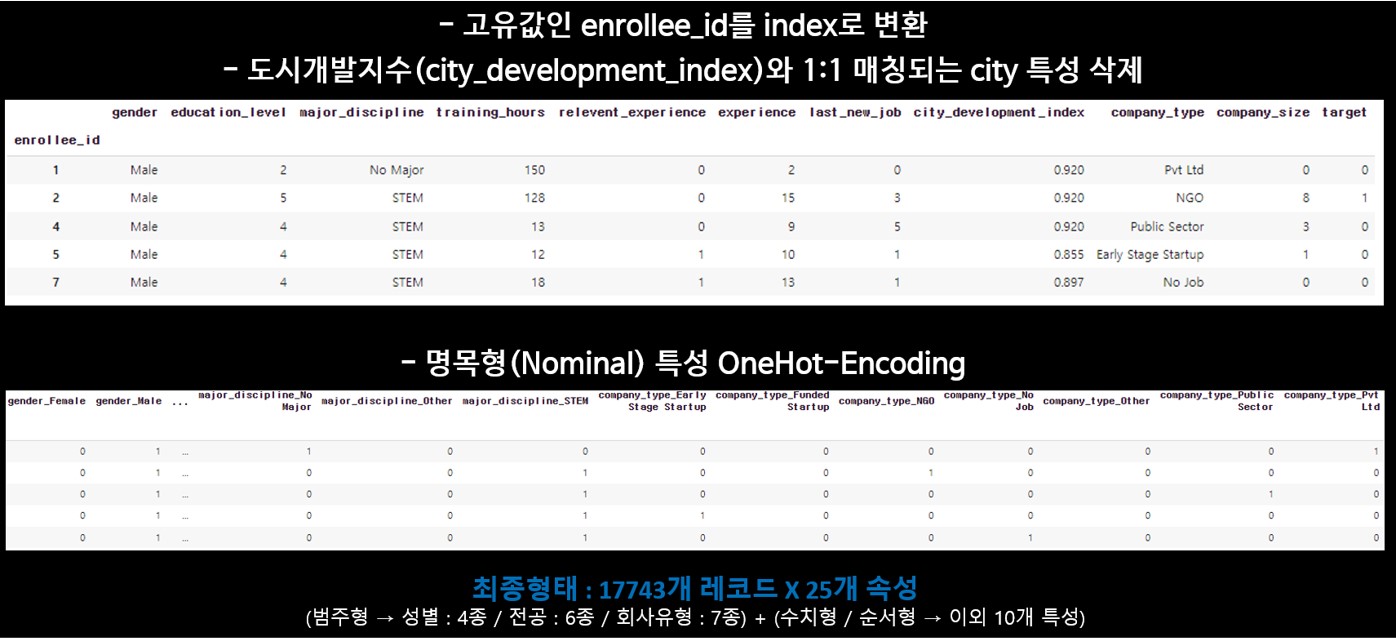 - 고유값인 enrollee_id를 index로 변환
- 도시개발지수(city_development_index)와 1:1 매칭되는 city 특성 삭제
gender education_level major_discipline training_hours relevent_experience experience last_new_job city_development_index company_type company_size target
enrollee_id
1 Male 2 No Major 150 0 2 0 0.920 Pvt Ltd 0 0
2 Male 5 STEM 128 0 15 3 0.920 NGO 8 1
4 Male 4 STEM 13 0 9 5 0.920 Public Sector 3 0
5 Male 4 STEM 12 1 10 1 0.855 Early Stage Startup 1 0
7 Male 4 STEM 18 1 13 1 0.897 No Job 0 0
- 명목형(Nominal) 특성 OneHot-Encoding
gender_Female gender_Male ... major_discipline_No Major major_discipline_Other major_discipline_STEM company_type_Early Stage Startup company_type_Funded Startup company_type_NGO company_type_No Job company_type_Other company_type_Public Sector company_type_Pvt Ltd
0 1 ... 1 0 0 0 0 0 0 0 0 1
0 1 ... 0 0 1 0 0 1 0 0 0 0
0 1 ... 0 0 1 0 0 0 0 0 1 0
0 1 ... 0 0 1 1 0 0 0 0 0 0
0 1 ... 0 0 1 0 0 0 1 0 0 0
최종형태 : 17743개 레코드 X 25개 속성
(범주형 → 성별 : 4종 / 전공 : 6종 / 회사유형 : 7종) + (수치형 / 순서형 → 이외 10개 특성)